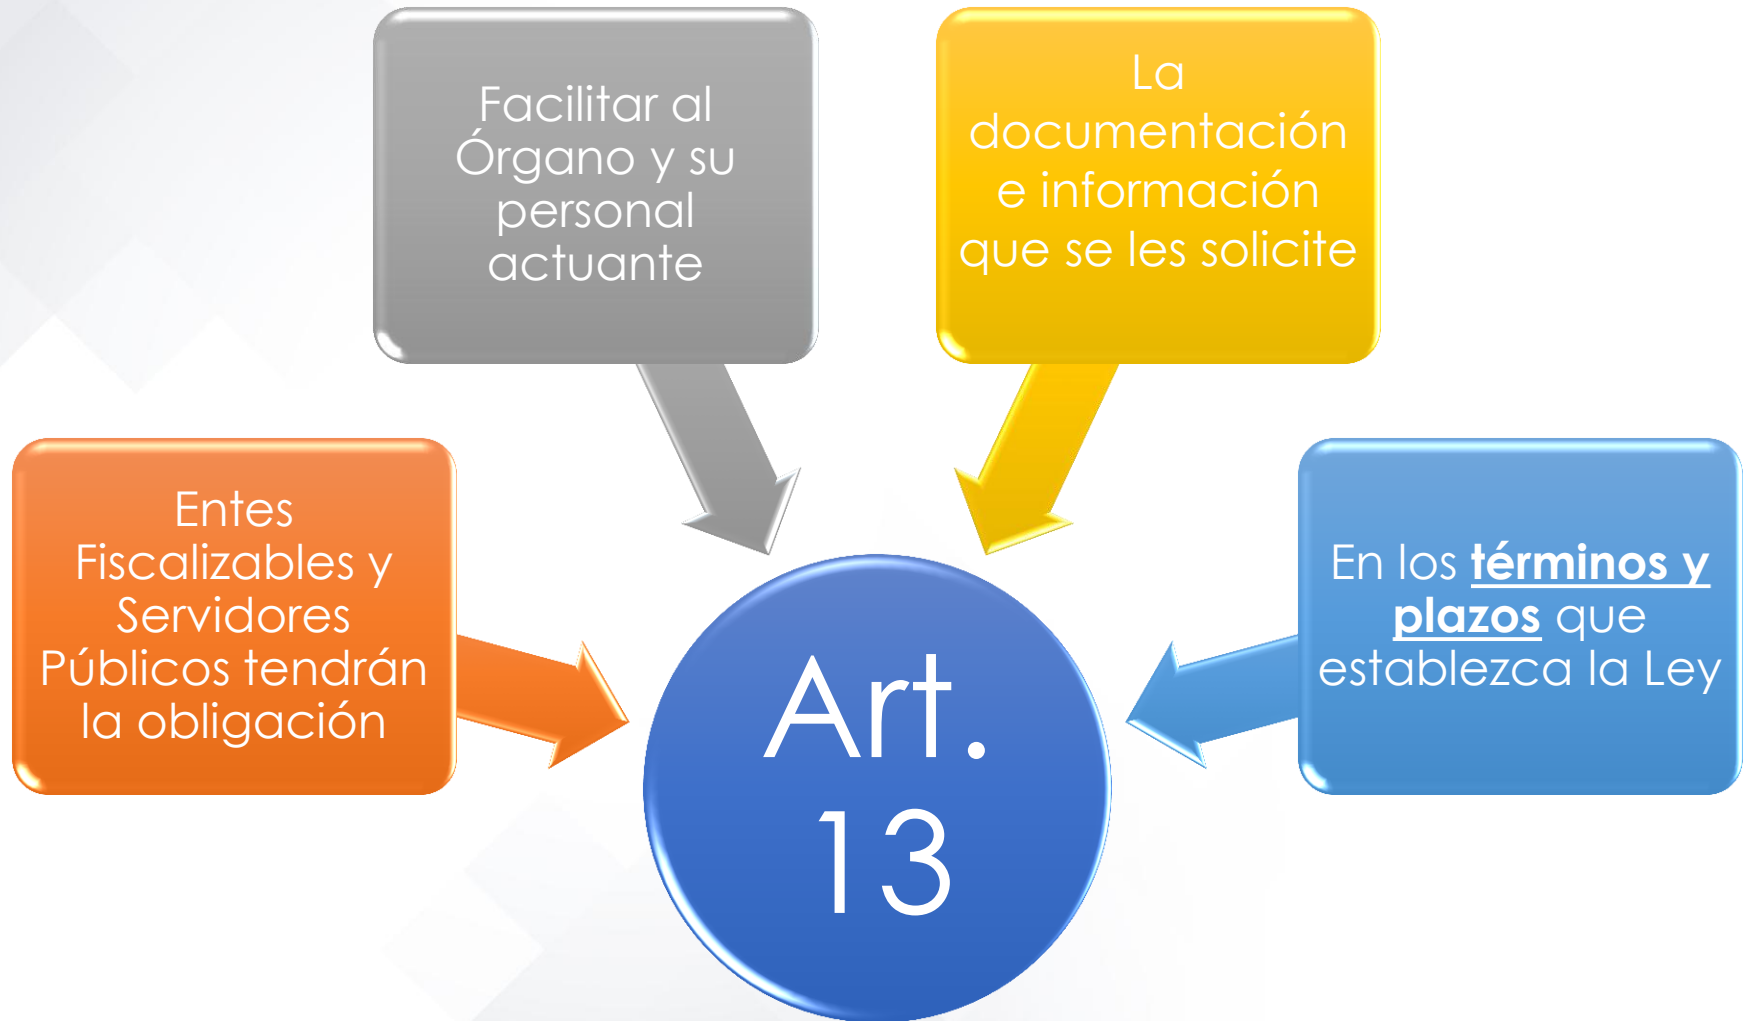 Entes
Fiscalizables y
Servidores
Públicos tendrán
la obligación
Facilitar al
Órgano y su
personal
actuante
La
documentación
e información
que se les solicite
En los términos y
plazos que
establezca la Ley
Art.
13